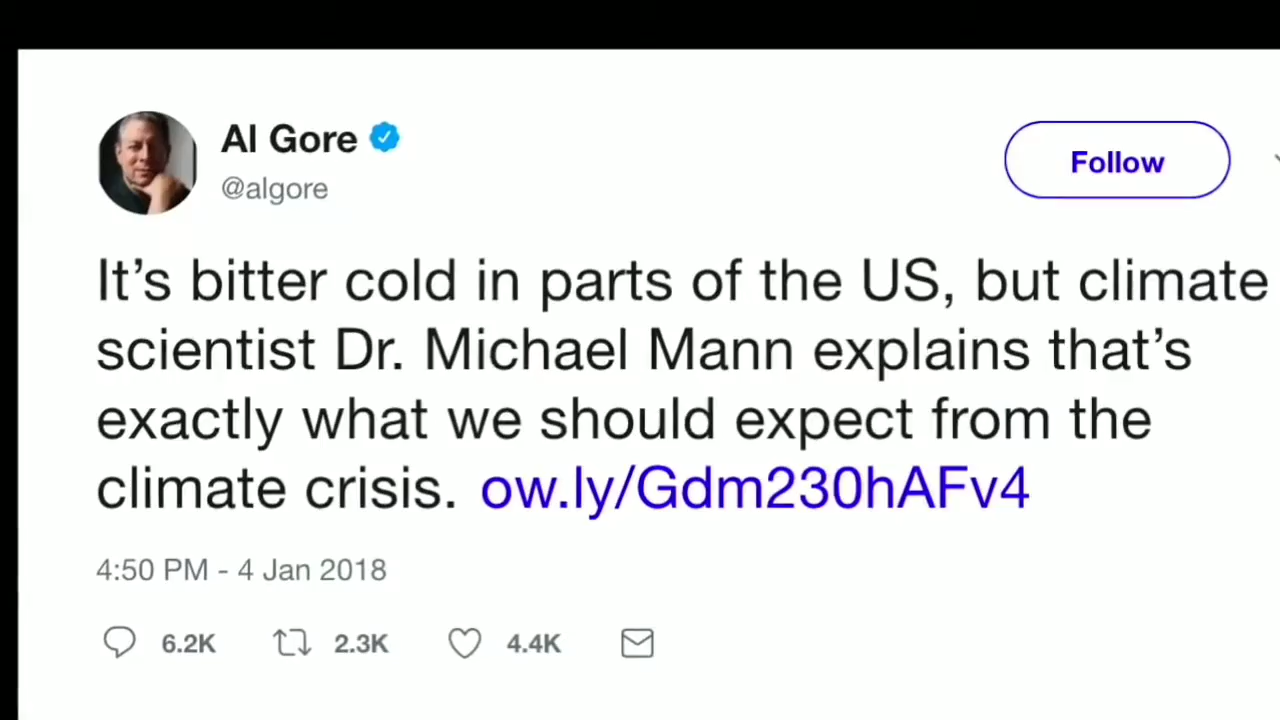 Al Gore
@algore
Follow
It's bitter cold in parts of the US, but climate
scientist Dr. Michael Mann explains that's
exactly what we should expect from the
climate crisis. ow.ly/Gdm230hAFv4
4:50 PM - 4 Jan 2018
6.2K 2.3K 4.4K